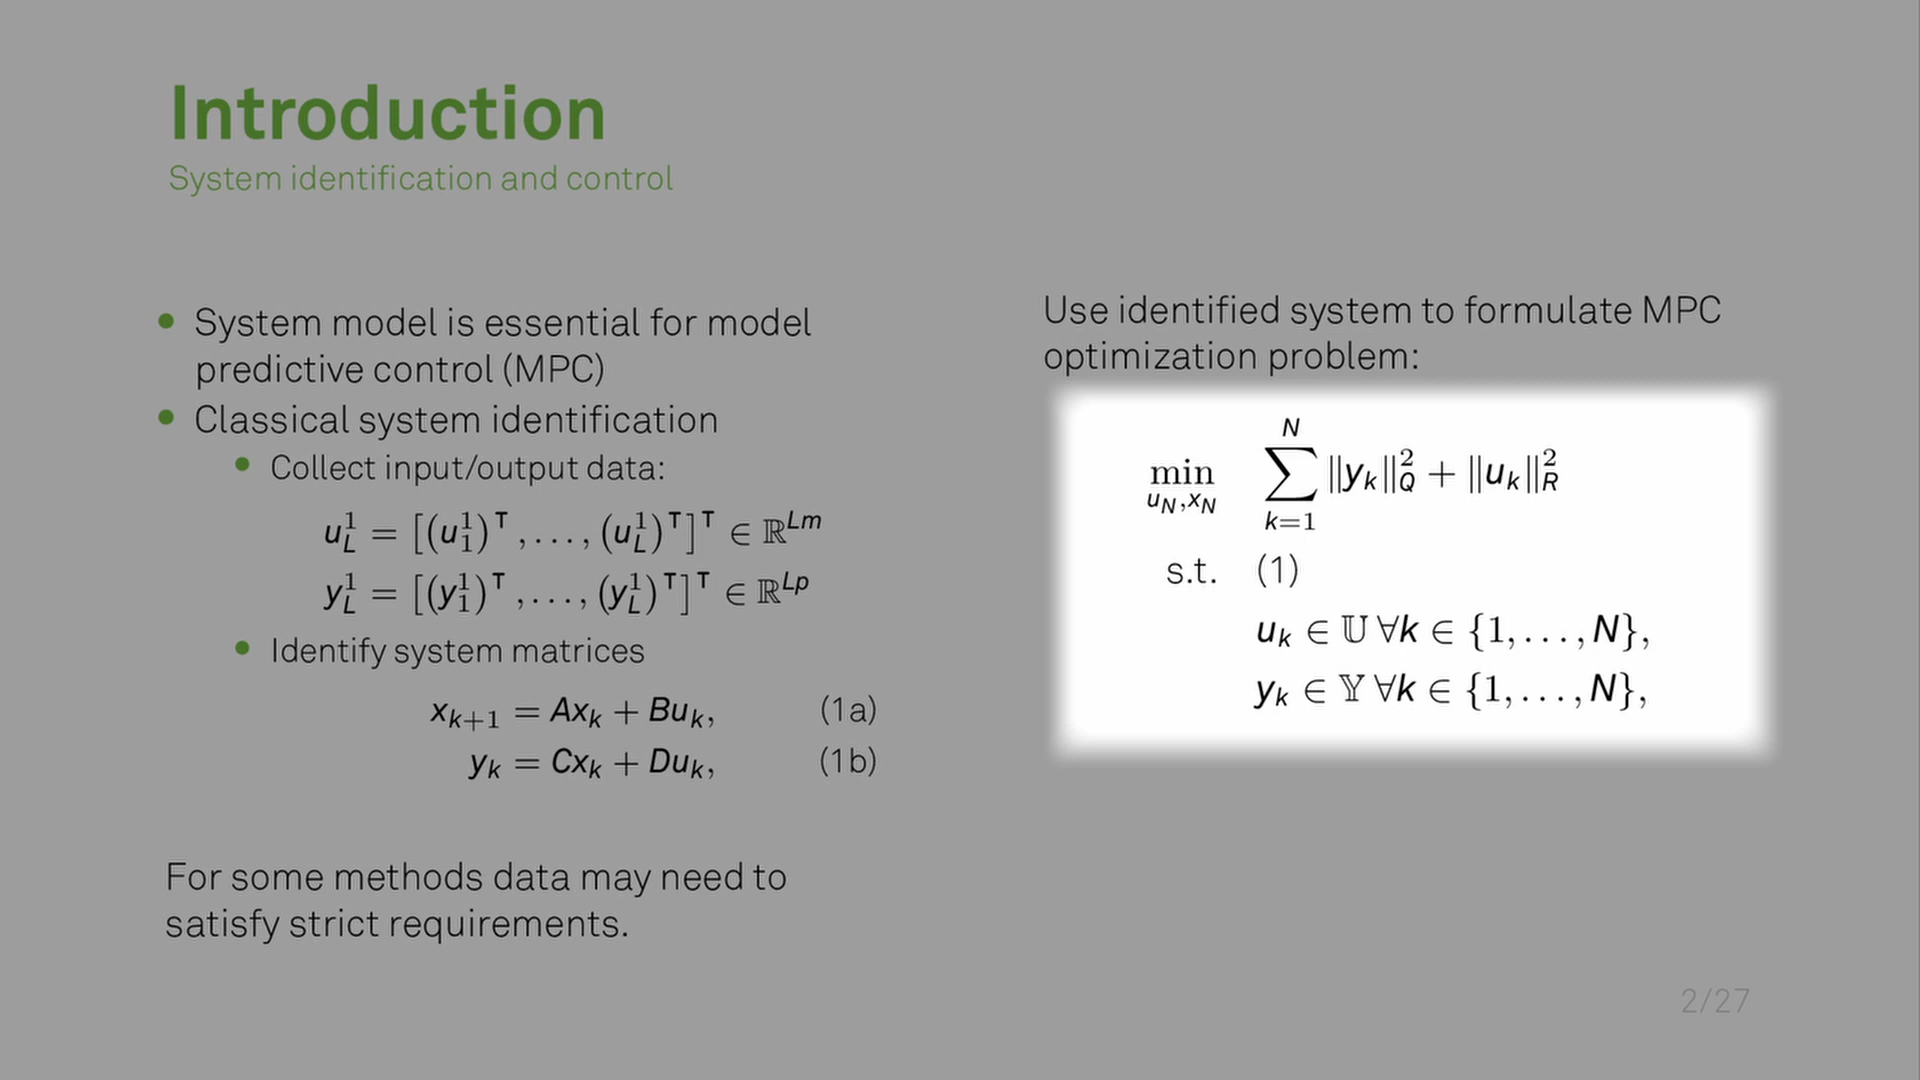 Introduction
System identification and control
• System model is essential for model
predictive control (MPC)
• Classical system identification
• Collect input/output data:
u_L^1 = [(u_1^1)^T, . . . , (u_L^1)^T]^T ∈ ℝ^{Lm}
y_L^1 = [(y_1^1)^T, . . . , (y_L^1)^T]^T ∈ ℝ^{Lp}
• Identify system matrices
x_{k+1} = Ax_k + Bu_k, (1a)
y_k = Cx_k + Du_k, (1b)
For some methods data may need to
satisfy strict requirements.
Use identified system to formulate MPC
optimization problem:
min_{u_N,x_N} ∑_{k=1}^{N} ‖y_k‖_Q^2 + ‖u_k‖_R^2
s.t. (1)
u_k ∈ 𝕌 ∀k ∈ {1, . . . , N},
y_k ∈ 𝕐 ∀k ∈ {1, . . . , N},
2/27